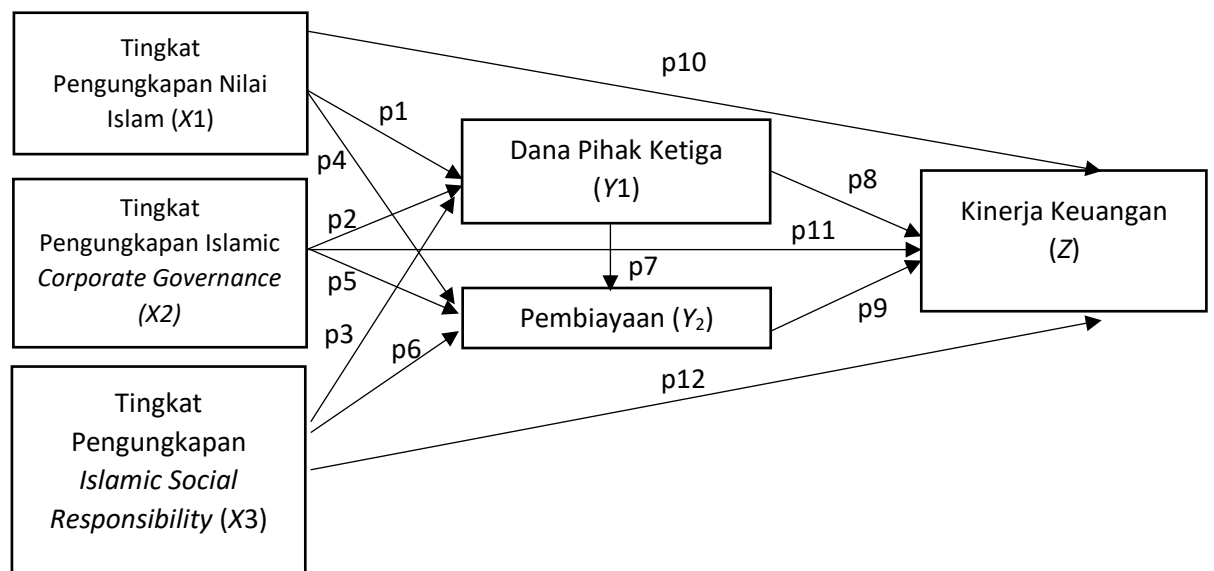 Tingkat
Pengungkapan Nilai
Islam (X1)
p10
p1
p4
Dana Pihak Ketiga
(Y1)
p8
Kinerja Keuangan
(Z)
Tingkat
Pengungkapan Islamic
Corporate Governance
(X2)
p2
p11
p5
p7
Pembiayaan (Y₂)
p3
p9
p6
p12
Tingkat
Pengungkapan
Islamic Social
Responsibility (X3)